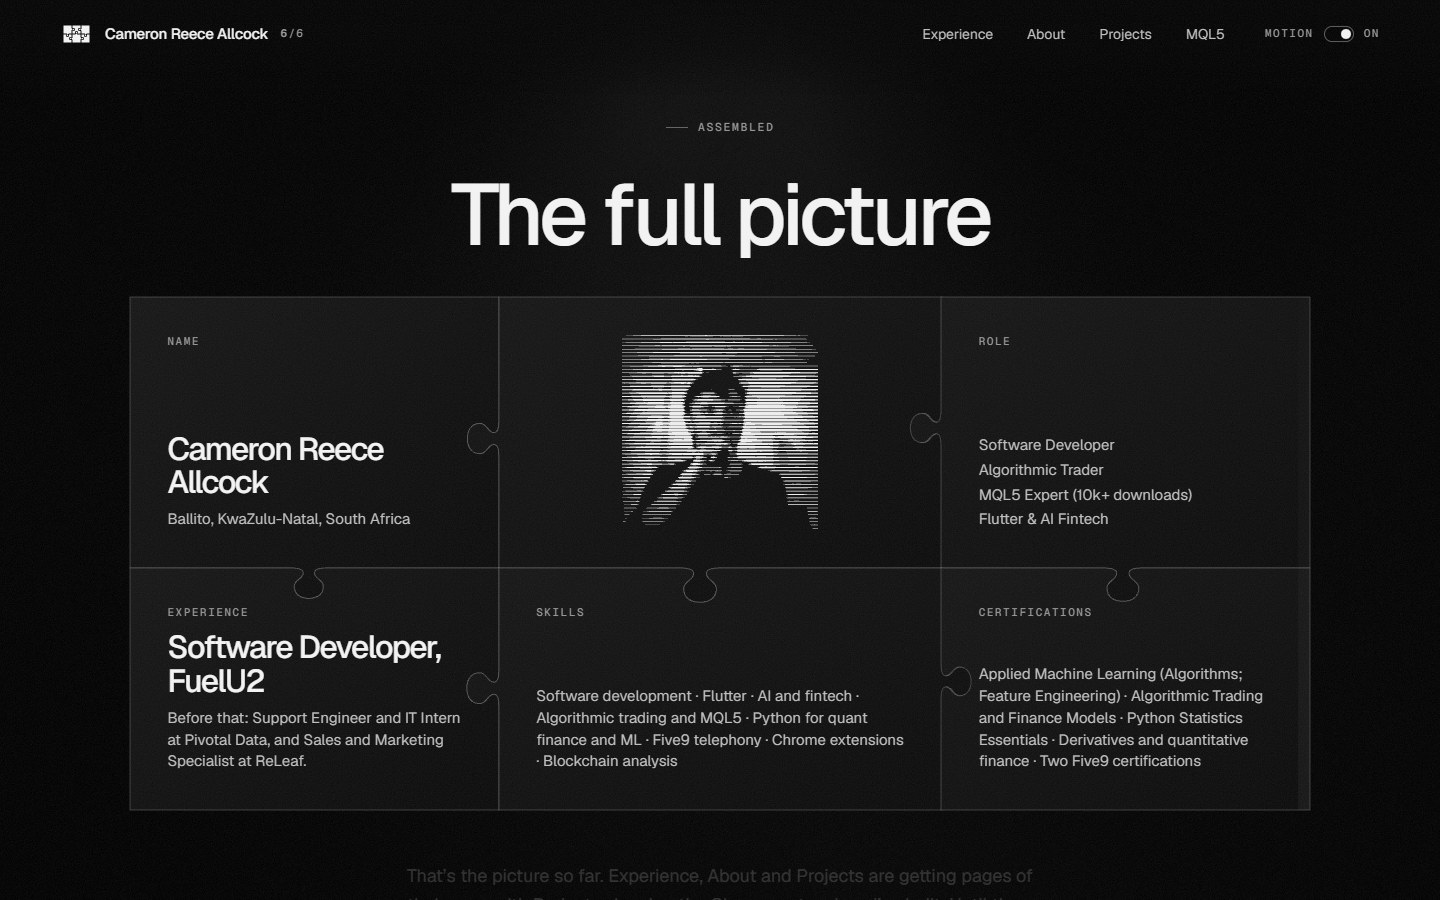 Cameron Reece Allcock 6/6
Experience About Projects MQL5 MOTION ON
ASSEMBLED
The full picture
NAME
Cameron Reece
Allcock
Ballito, KwaZulu-Natal, South Africa
ROLE
Software Developer
Algorithmic Trader
MQL5 Expert (10k+ downloads)
Flutter & AI Fintech
EXPERIENCE
Software Developer,
FuelU2
Before that: Support Engineer and IT Intern
at Pivotal Data, and Sales and Marketing
Specialist at ReLeaf.
SKILLS
Software development · Flutter · AI and fintech ·
Algorithmic trading and MQL5 · Python for quant
finance and ML · Five9 telephony · Chrome extensions
· Blockchain analysis
CERTIFICATIONS
Applied Machine Learning (Algorithms;
Feature Engineering) · Algorithmic Trading
and Finance Models · Python Statistics
Essentials · Derivatives and quantitative
finance · Two Five9 certifications
That's the picture so far. Experience, About and Projects are getting pages of